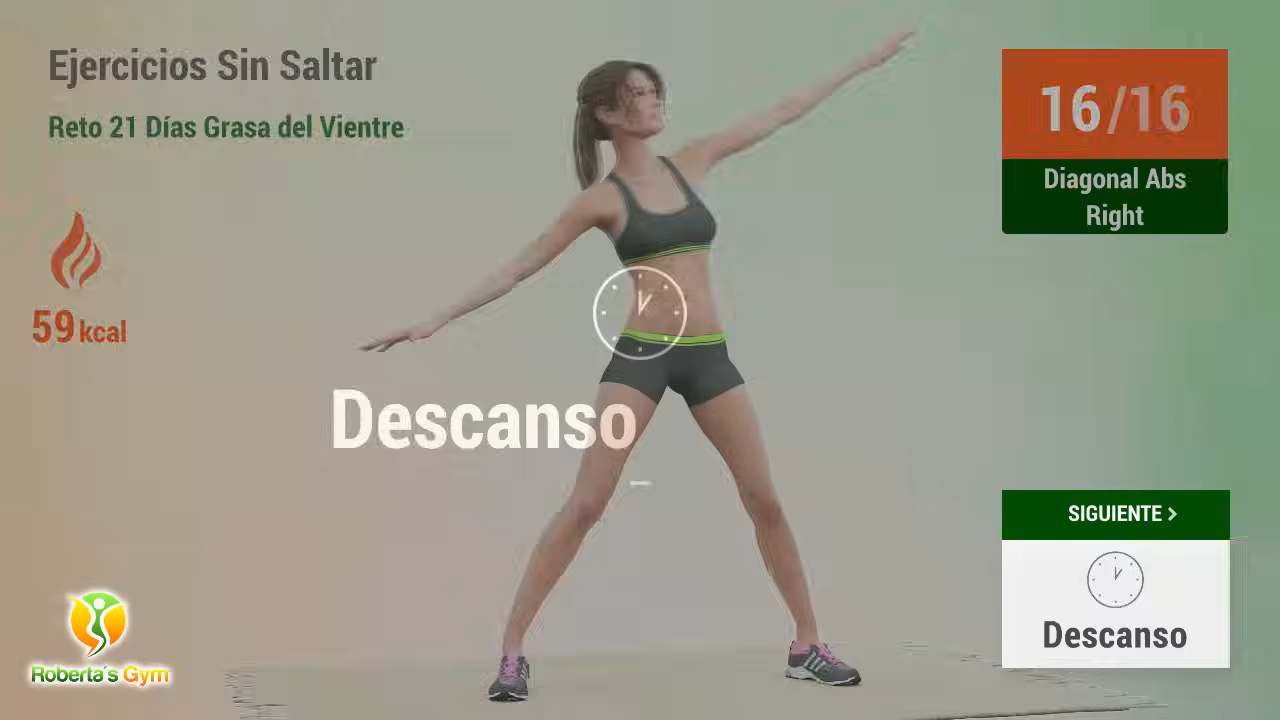 Ejercicios Sin Saltar
Reto 21 Días Grasa del Vientre
59 kcal
16/16
Diagonal Abs
Right
Descanso
SIGUIENTE >
Descanso
Roberta´s Gym